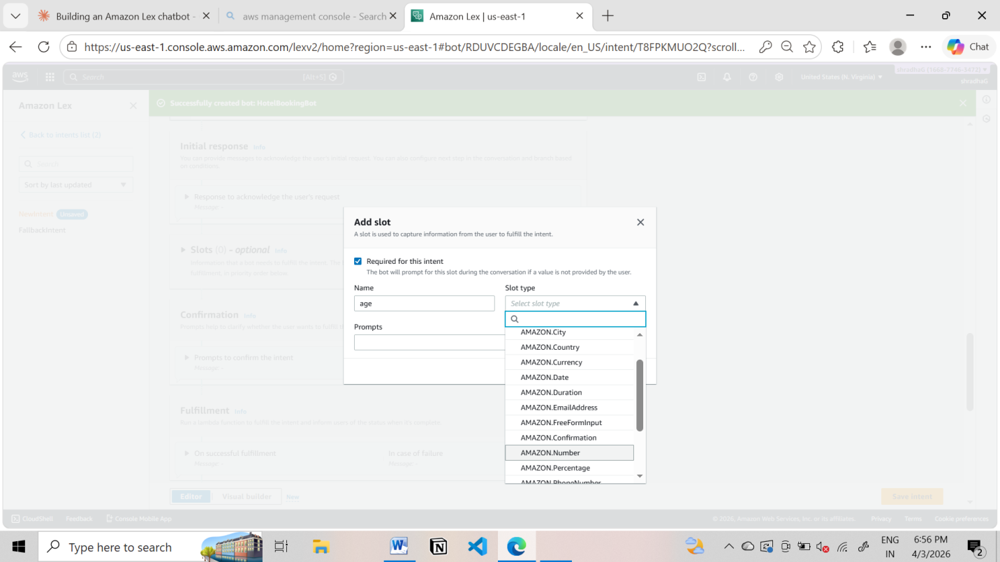 Building an Amazon Lex chatbot -
aws management console - Search
Amazon Lex | us-east-1
https://us-east-1.console.aws.amazon.com/lexv2/home?region=us-east-1#bot/RDUVCDEGBA/locale/en_US/intent/T8FPKMUO2Q?scroll...
Chat
aws
Search
[Alt+S]
United States (N. Virginia)
shradhaG
Amazon Lex
Successfully created bot: HotelBookingBot
Back to intents list (2)
Search
Sort by last updated
NewIntent
Unsaved
FallbackIntent
Initial response
Info
You can provide messages to acknowledge the user's initial request. You can also configure next step in the conversation and branch based
on conditions.
Response to acknowledge the user's request
Message: -
Slots (0) - optional
Info
Information that a bot needs to fulfill the intent. The
fulfillment, in priority order below.
Confirmation
Info
Prompts help to clarify whether the user wants to fulfill
Prompts to confirm the intent
Message: -
Fulfillment
Info
Run a lambda function to fulfill the intent and inform users of the status when it's complete.
On successful fulfillment
Message: -
In case of failure
Message: -
Add slot
A slot is used to capture information from the user to fulfill the intent.
Required for this intent
The bot will prompt for this slot during the conversation if a value is not provided by the user.
Name
age
Slot type
Select slot type
Prompts
AMAZON.City
AMAZON.Country
AMAZON.Currency
AMAZON.Date
AMAZON.Duration
AMAZON.EmailAddress
AMAZON.FreeFormInput
AMAZON.Confirmation
AMAZON.Number
AMAZON.Percentage
AMAZON.PhoneNumber
Editor
Visual builder
New
Save intent
CloudShell
Feedback
Console Mobile App
© 2026, Amazon Web Services, Inc. or its affiliates.
Privacy
Terms
Cookie preferences
Type here to search
ENG
IN
6:56 PM
4/3/2026
2